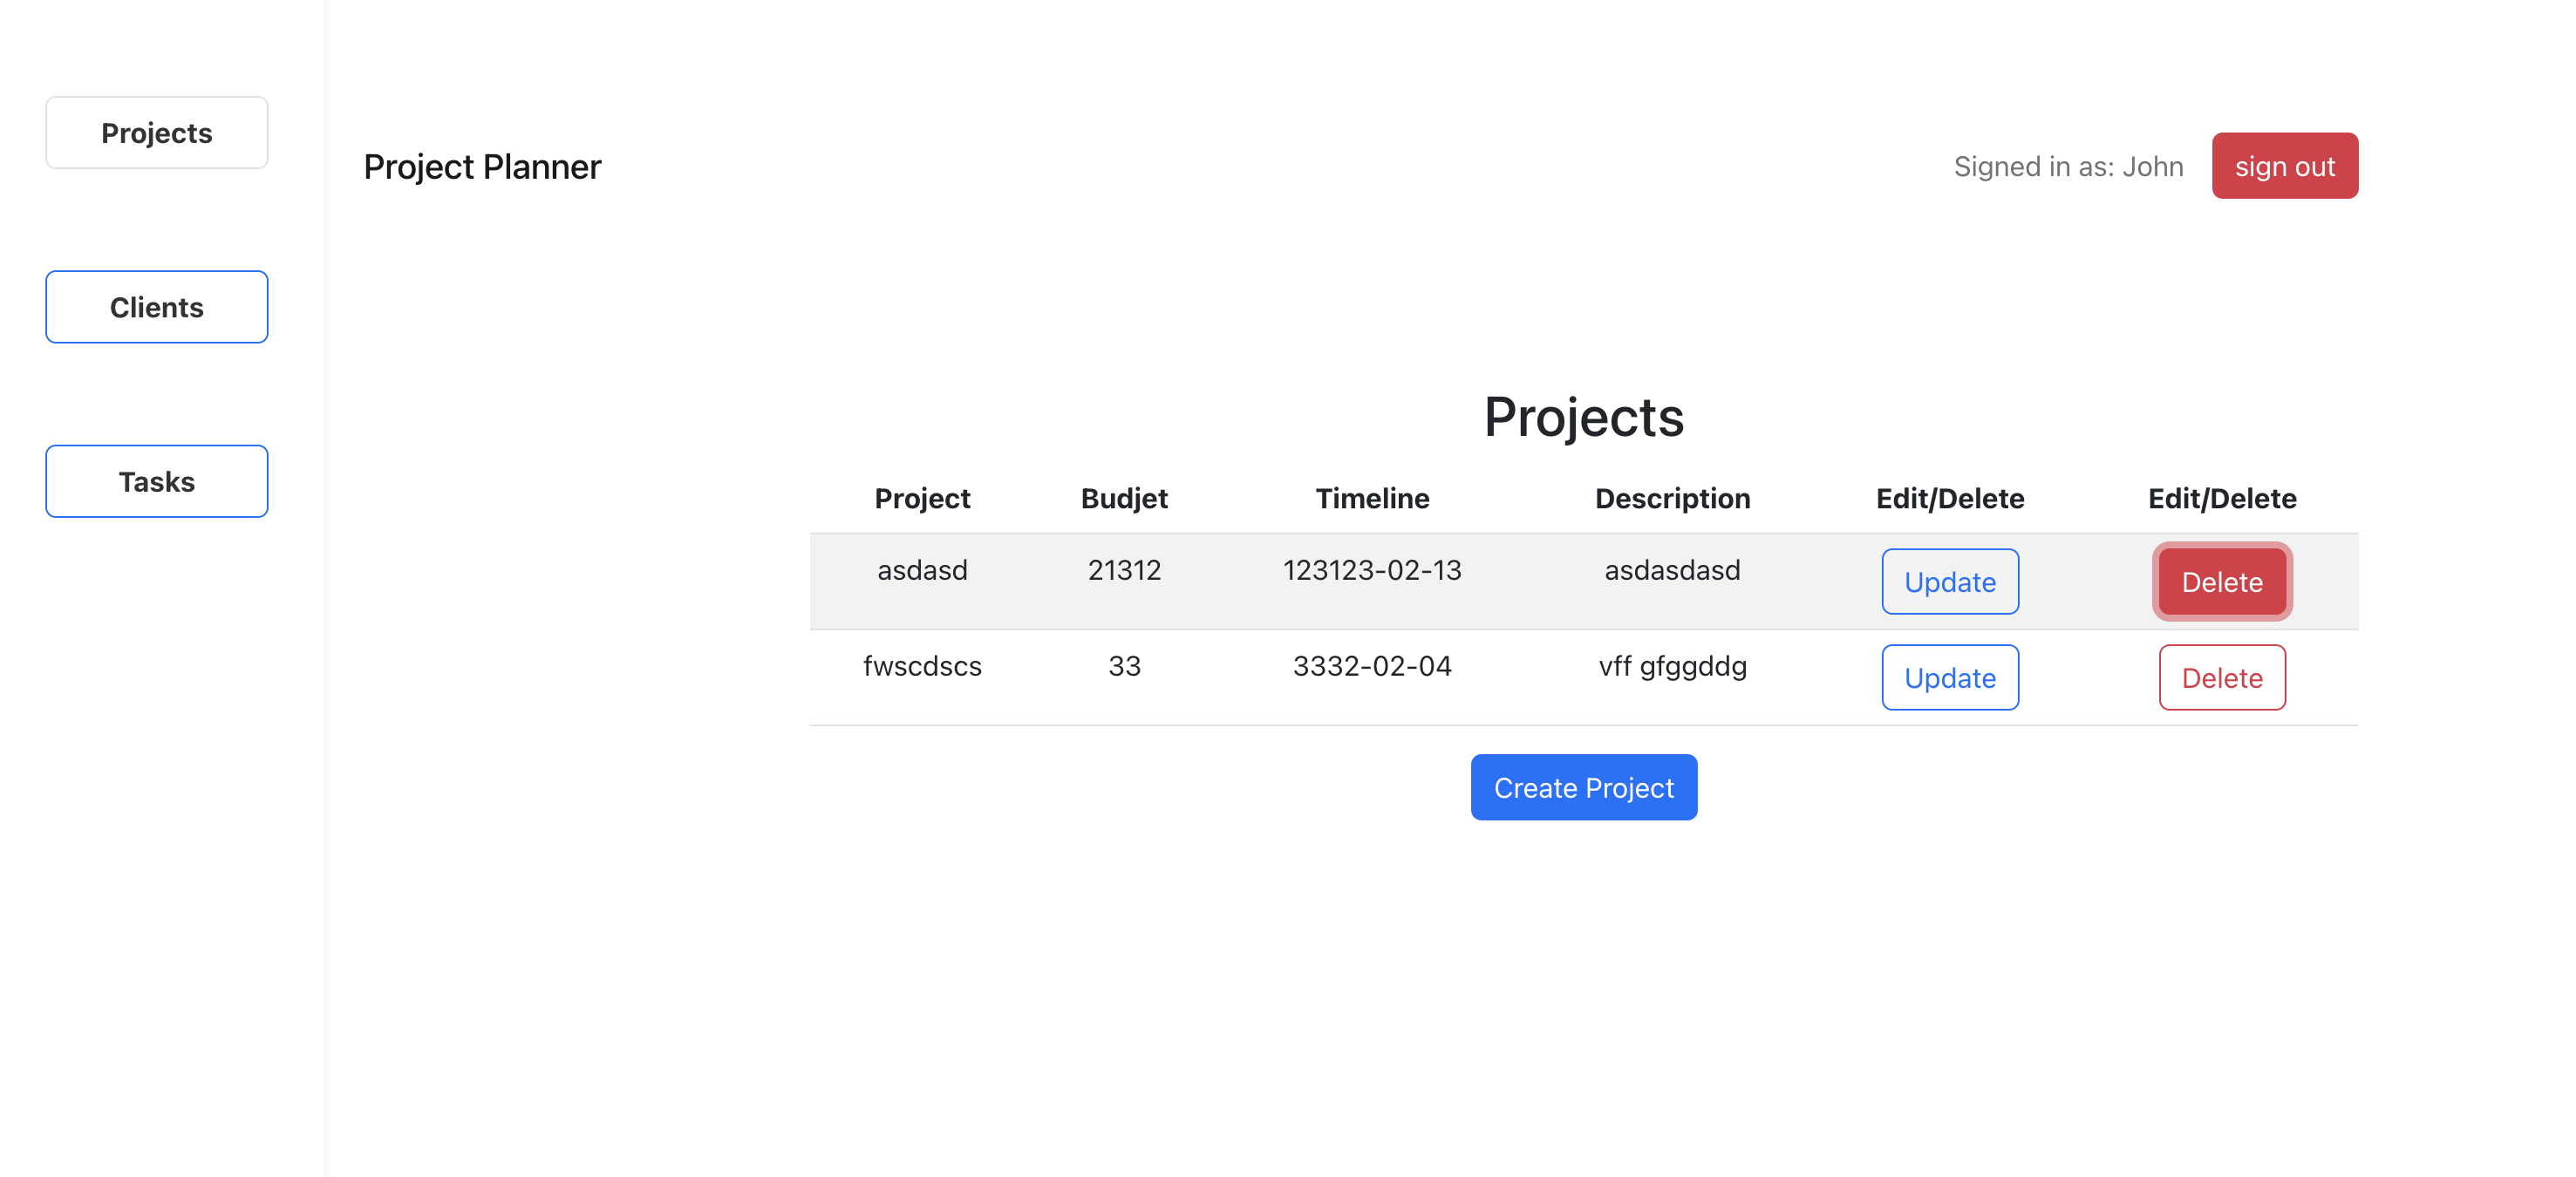 Projects
Clients
Tasks
Project Planner
Signed in as: John sign out
Projects
Project Budjet Timeline Description Edit/Delete Edit/Delete
asdasd 21312 123123-02-13 asdasdasd Update Delete
fwscdscs 33 3332-02-04 vff gfggddg Update Delete
Create Project